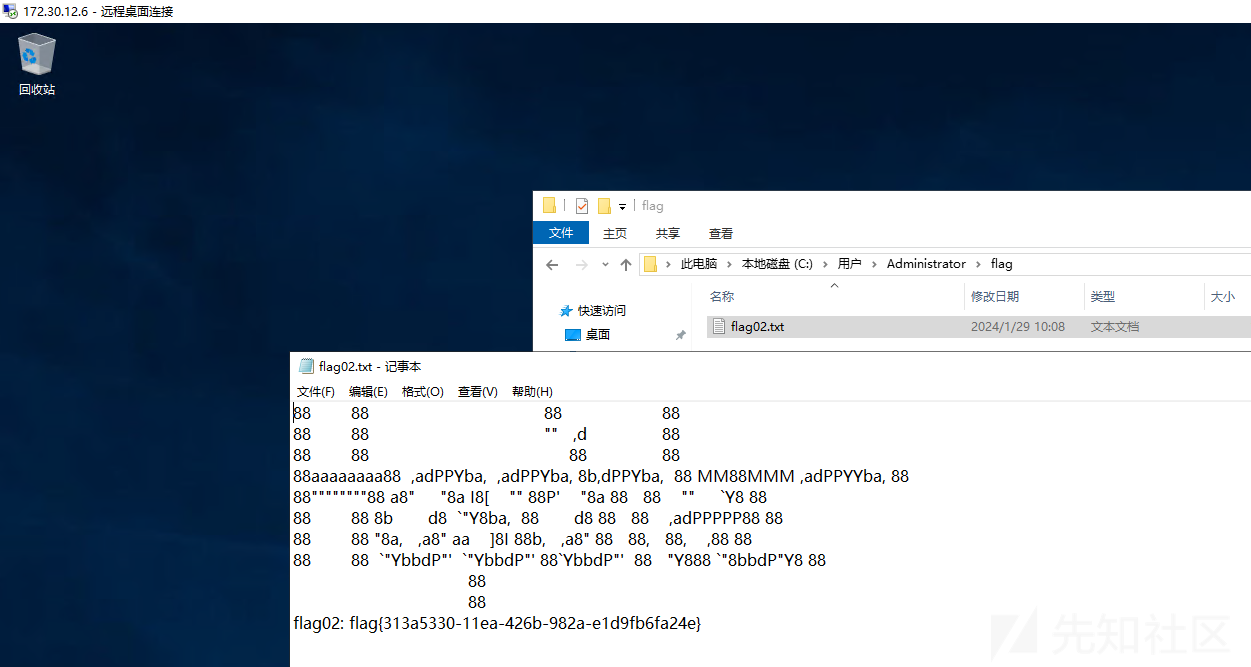 172.30.12.6 - 远程桌面连接
回收站
flag
文件 主页 共享 查看
此电脑 › 本地磁盘 (C:) › 用户 › Administrator › flag
名称 修改日期 类型 大小
快速访问
flag02.txt 2024/1/29 10:08 文本文档
桌面
flag02.txt - 记事本
文件(F) 编辑(E) 格式(O) 查看(V) 帮助(H)
88          88                                            88                         88
88          88                                            ""    ,d                   88
88          88                                                  88                   88
88aaaaaaaa88  ,adPPYba,  ,adPPYba, 8b,dPPYba,  88 MM88MMM ,adPPYYba, 88
88""""""""88 a8"      "8a I8[     "" 88P'     "8a 88    88     ""      `Y8 88
88          88 8b         d8  `"Y8ba,  88         d8 88    88     ,adPPPPP88 88
88          88 "8a,   ,a8" aa     ]8I 88b,    ,a8" 88    88,    88,     ,88 88
88          88  `"YbbdP"'  `"YbbdP"' 88`YbbdP"'  88    "Y888 `"8bbdP"Y8 88
                                           88
                                           88
flag02: flag{313a5330-11ea-426b-982a-e1d9fb6fa24e}
先知社区